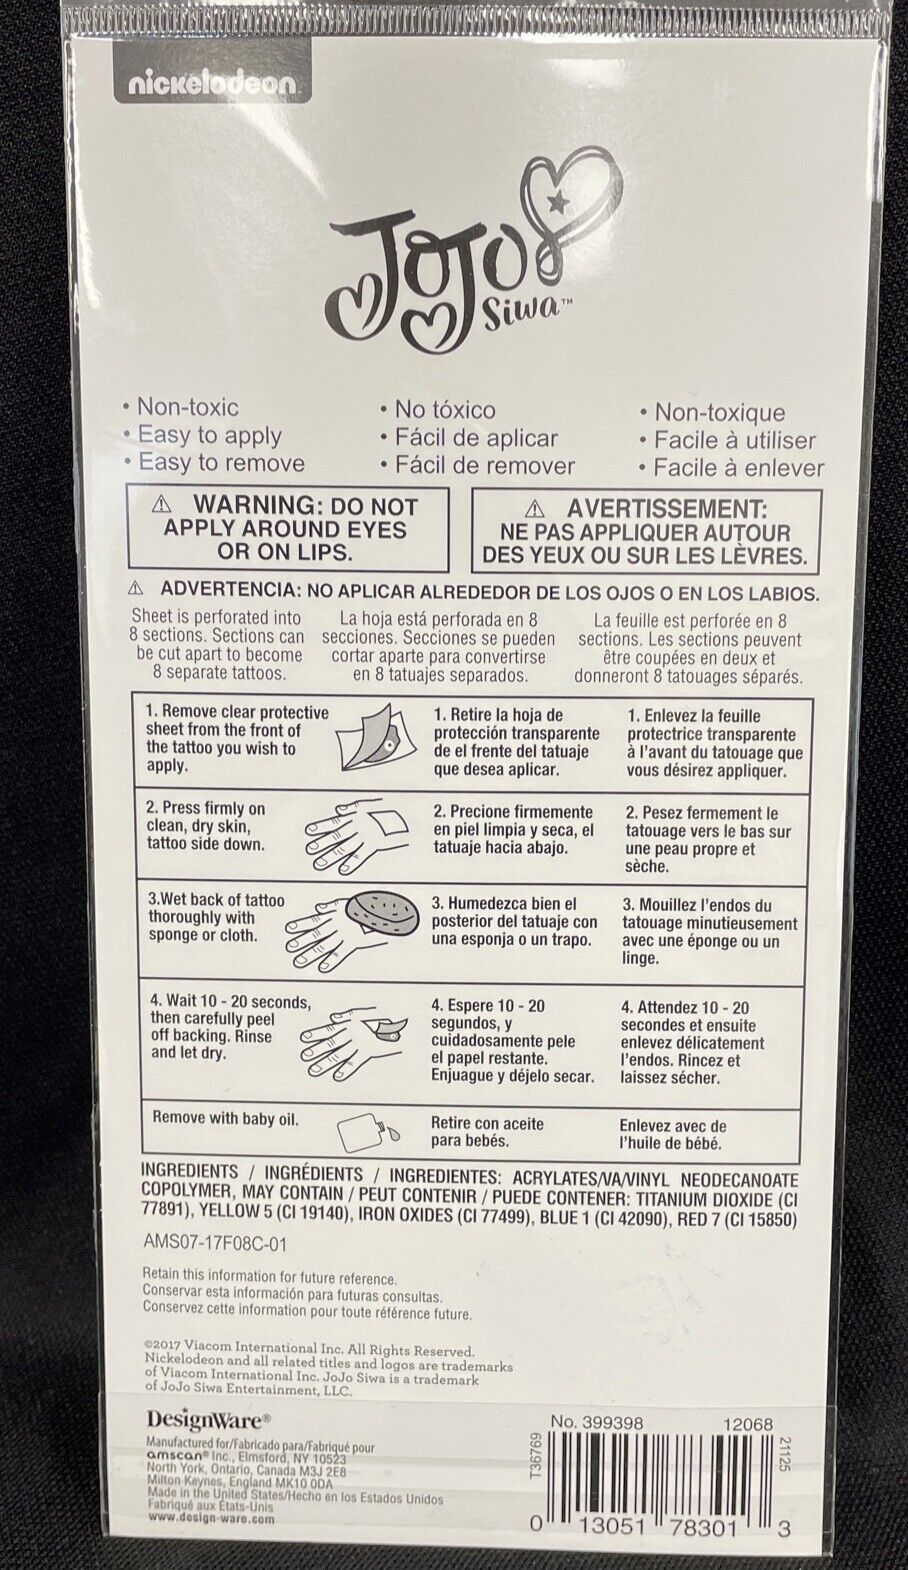 nickelodeon
JoJo
Siwa™
• Non-toxic
• Easy to apply
• Easy to remove
• No tóxico
• Fácil de aplicar
• Fácil de remover
• Non-toxique
• Facile à utiliser
• Facile à enlever
⚠ WARNING: DO NOT
APPLY AROUND EYES
OR ON LIPS.
⚠ AVERTISSEMENT:
NE PAS APPLIQUER AUTOUR
DES YEUX OU SUR LES LÈVRES.
⚠ ADVERTENCIA: NO APLICAR ALREDEDOR DE LOS OJOS O EN LOS LABIOS.
Sheet is perforated into
8 sections. Sections can
be cut apart to become
8 separate tattoos.
La hoja está perforada en 8
secciones. Secciones se pueden
cortar aparte para convertirse
en 8 tatuajes separados.
La feuille est perforée en 8
sections. Les sections peuvent
être coupées en deux et
donneront 8 tatouages séparés.
1. Remove clear protective
sheet from the front of
the tattoo you wish to
apply.
1. Retire la hoja de
protección transparente
de el frente del tatuaje
que desea aplicar.
1. Enlevez la feuille
protectrice transparente
à l'avant du tatouage que
vous désirez appliquer.
2. Press firmly on
clean, dry skin,
tattoo side down.
2. Precione firmemente
en piel limpia y seca, el
tatuaje hacia abajo.
2. Pesez fermement le
tatouage vers le bas sur
une peau propre et
sèche.
3.Wet back of tattoo
thoroughly with
sponge or cloth.
3. Humedezca bien el
posterior del tatuaje con
una esponja o un trapo.
3. Mouillez l'endos du
tatouage minutieusement
avec une éponge ou un
linge.
4. Wait 10 - 20 seconds,
then carefully peel
off backing. Rinse
and let dry.
4. Espere 10 - 20
segundos, y
cuidadosamente pele
el papel restante.
Enjuague y déjelo secar.
4. Attendez 10 - 20
secondes et ensuite
enlevez délicatement
l'endos. Rincez et
laissez sécher.
Remove with baby oil.
Retire con aceite
para bebés.
Enlevez avec de
l'huile de bébé.
INGREDIENTS / INGRÉDIENTS / INGREDIENTES: ACRYLATES/VA/VINYL NEODECANOATE
COPOLYMER, MAY CONTAIN / PEUT CONTENIR / PUEDE CONTENER: TITANIUM DIOXIDE (CI
77891), YELLOW 5 (CI 19140), IRON OXIDES (CI 77499), BLUE 1 (CI 42090), RED 7 (CI 15850)
AMS07-17F08C-01
Retain this information for future reference.
Conservar esta información para futuras consultas.
Conservez cette information pour toute référence future.
©2017 Viacom International Inc. All Rights Reserved.
Nickelodeon and all related titles and logos are trademarks
of Viacom International Inc. JoJo Siwa is a trademark
of JoJo Siwa Entertainment, LLC.
DesignWare®
Manufactured for/Fabricado para/Fabriqué pour
amscan® Inc., Elmsford, NY 10523
North York, Ontario, Canada M3J 2E8
Milton Keynes, England MK10 0DA
Made in the United States/Hecho en los Estados Unidos
Fabriqué aux États-Unis
www.design-ware.com
No. 399398
12068
T36769
21125
0 13051 78301 3